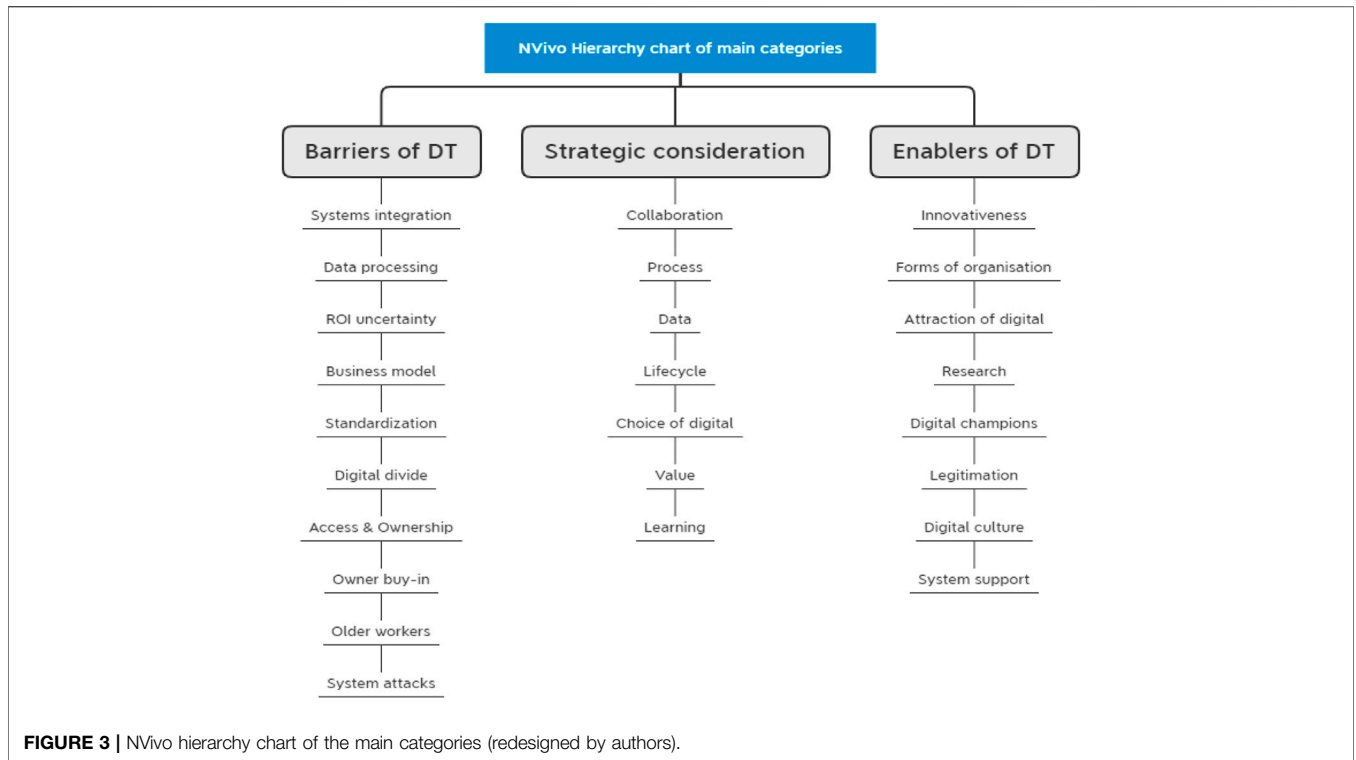 NVivo Hierarchy chart of main categories
Barriers of DT
Systems integration
Data processing
ROI uncertainty
Business model
Standardization
Digital divide
Access & Ownership
Owner buy-in
Older workers
System attacks
Strategic consideration
Collaboration
Process
Data
Lifecycle
Choice of digital
Value
Learning
Enablers of DT
Innovativeness
Forms of organisation
Attraction of digital
Research
Digital champions
Legitimation
Digital culture
System support
FIGURE 3 | NVivo hierarchy chart of the main categories (redesigned by authors).